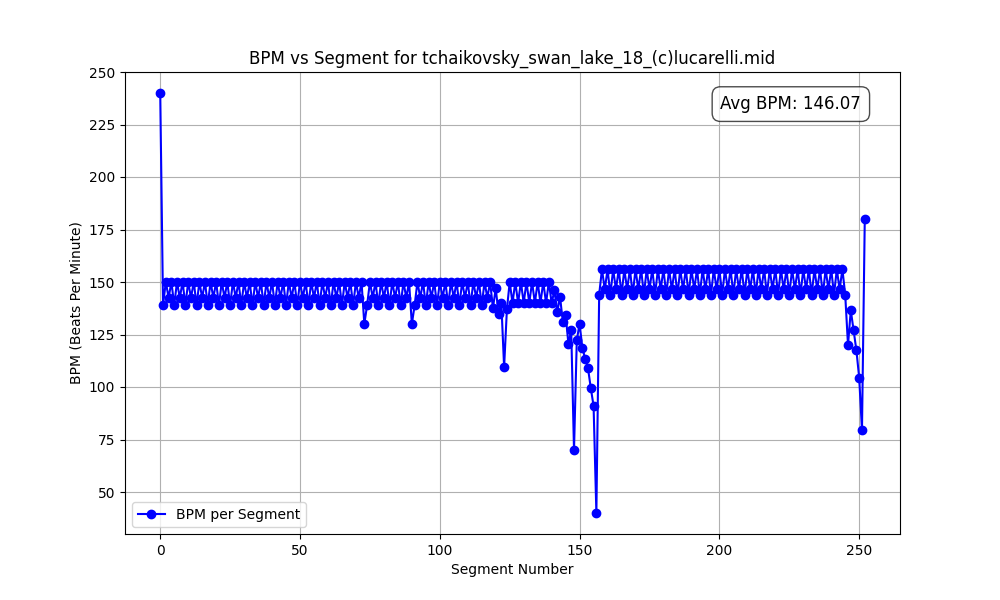 BPM vs Segment for tchaikovsky_swan_lake_18_(c)lucarelli.mid
Avg BPM: 146.07
BPM (Beats Per Minute)
250
225
200
175
150
125
100
75
50
BPM per Segment
0 50 100 150 200 250
Segment Number